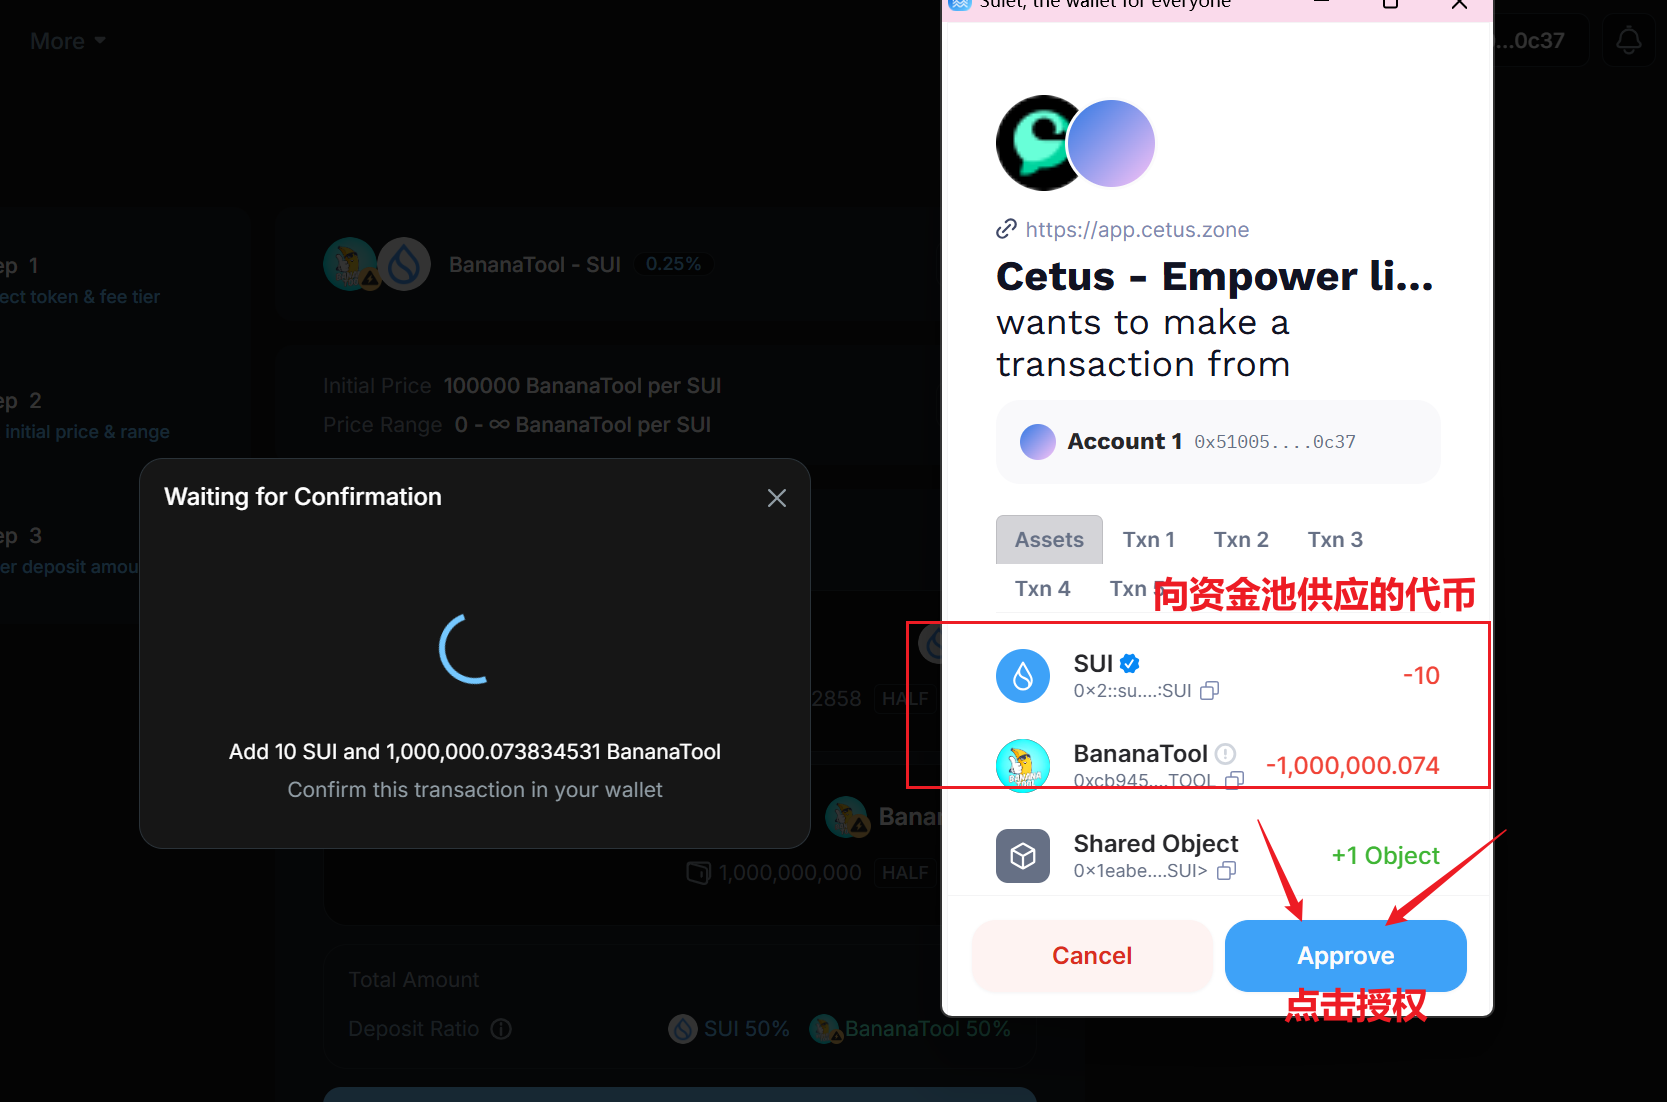 More
Suiet, the wallet for everyone
...0c37
https://app.cetus.zone
Cetus - Empower li...
wants to make a
transaction from
Account 1 0x51005....0c37
Assets Txn 1 Txn 2 Txn 3
Txn 4 Txn 5
向资金池供应的代币
SUI -10
0x2::su....:SUI
BananaTool -1,000,000.074
0xcb945....TOOL
Shared Object +1 Object
0x1eabe....SUI>
Cancel Approve
点击授权
ep 1
ect token & fee tier
ep 2
initial price & range
ep 3
er deposit amou
BananaTool - SUI 0.25%
Initial Price 100000 BananaTool per SUI
Price Range 0 - ∞ BananaTool per SUI
Waiting for Confirmation
Add 10 SUI and 1,000,000.073834531 BananaTool
Confirm this transaction in your wallet
2858 HALF
Banan
1,000,000,000 HALF
Total Amount
Deposit Ratio SUI 50% BananaTool 50%